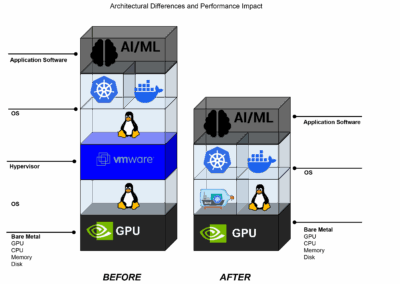 Architectural Differences and Performance Impact
AI/ML
Application Software
OS
vmware
Hypervisor
OS
GPU
Bare Metal
GPU
CPU
Memory
Disk
BEFORE
AI/ML
Application Software
OS
GPU
Bare Metal
GPU
CPU
Memory
Disk
AFTER